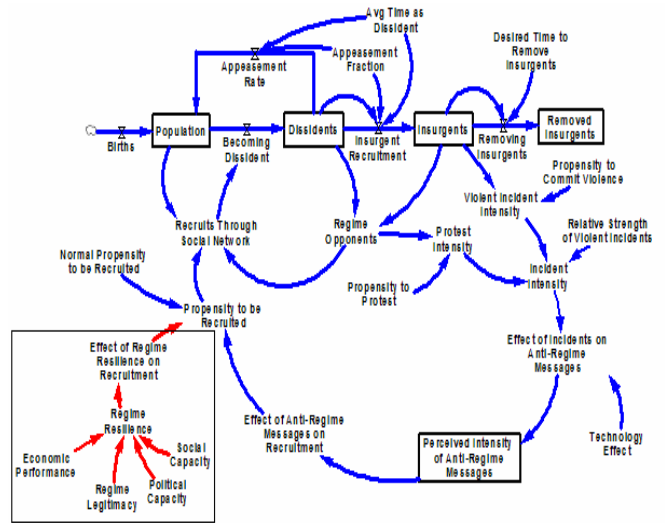 Avg Time as
Dissident
Appeasement
Fraction
Appeasement
Rate
Desired Time to
Remove
Insurgents
Population
Dissidents
Insurgents
Removed
Insurgents
Births
Becoming
Dissident
Insurgent
Recruitment
Removing
Insurgents
Propensity to
Commit Violence
Violent Incident
Intensity
Recruits Through
Social Network
Regime
Opponents
Protest
Intensity
Relative Strength
of Violent Incidents
Normal Propensity
to be Recruited
Incident
Intensity
Propensity to
Protest
Propensity to be
Recruited
Effect of Regime
Resilience on
Recruitment
Effect of Incidents on
Anti-Regime
Messages
Regime
Resilience
Effect of Anti-Regime
Messages on
Recruitment
Perceived Intensity
of Anti-Regime
Messages
Technology
Effect
Economic
Performance
Social
Capacity
Regime
Legitimacy
Political
Capacity